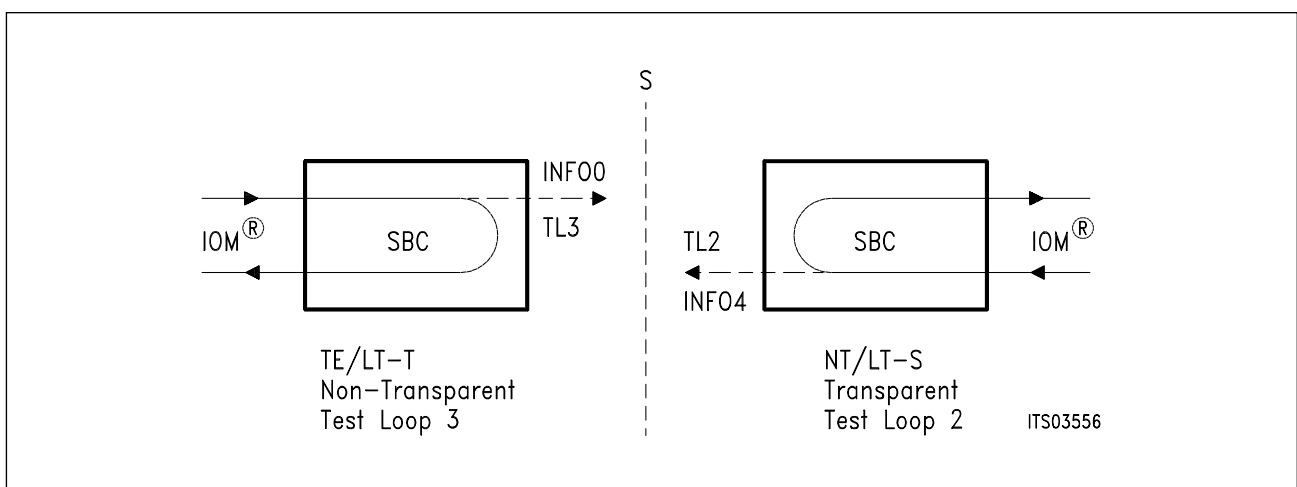 S
INFO0
IOM® SBC TL3
TL2 SBC IOM®
INFO4
TE/LT-T
Non-Transparent
Test Loop 3
NT/LT-S
Transparent
Test Loop 2
ITS03556